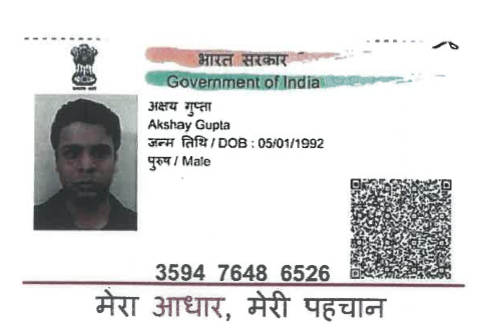 भारत सरकार
Government of India
अक्षय गुप्ता
Akshay Gupta
जन्म तिथि / DOB : 05/01/1992
पुरुष / Male
3594 7648 6526
मेरा आधार, मेरी पहचान